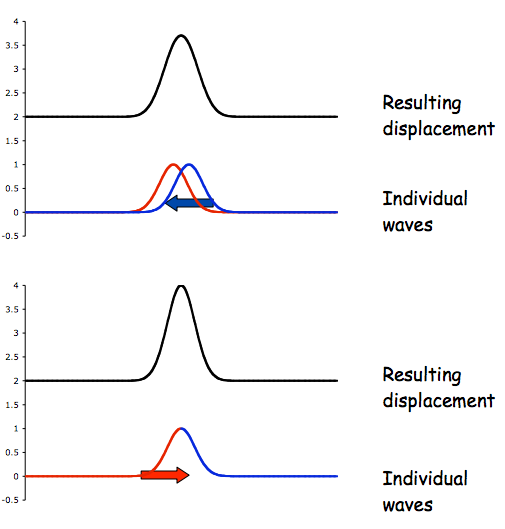 4
3.5
3
2.5
2
1.5
1
0.5
0
-0.5
Resulting
displacement
Individual
waves
4
3.5
3
2.5
2
1.5
1
0.5
0
-0.5
Resulting
displacement
Individual
waves